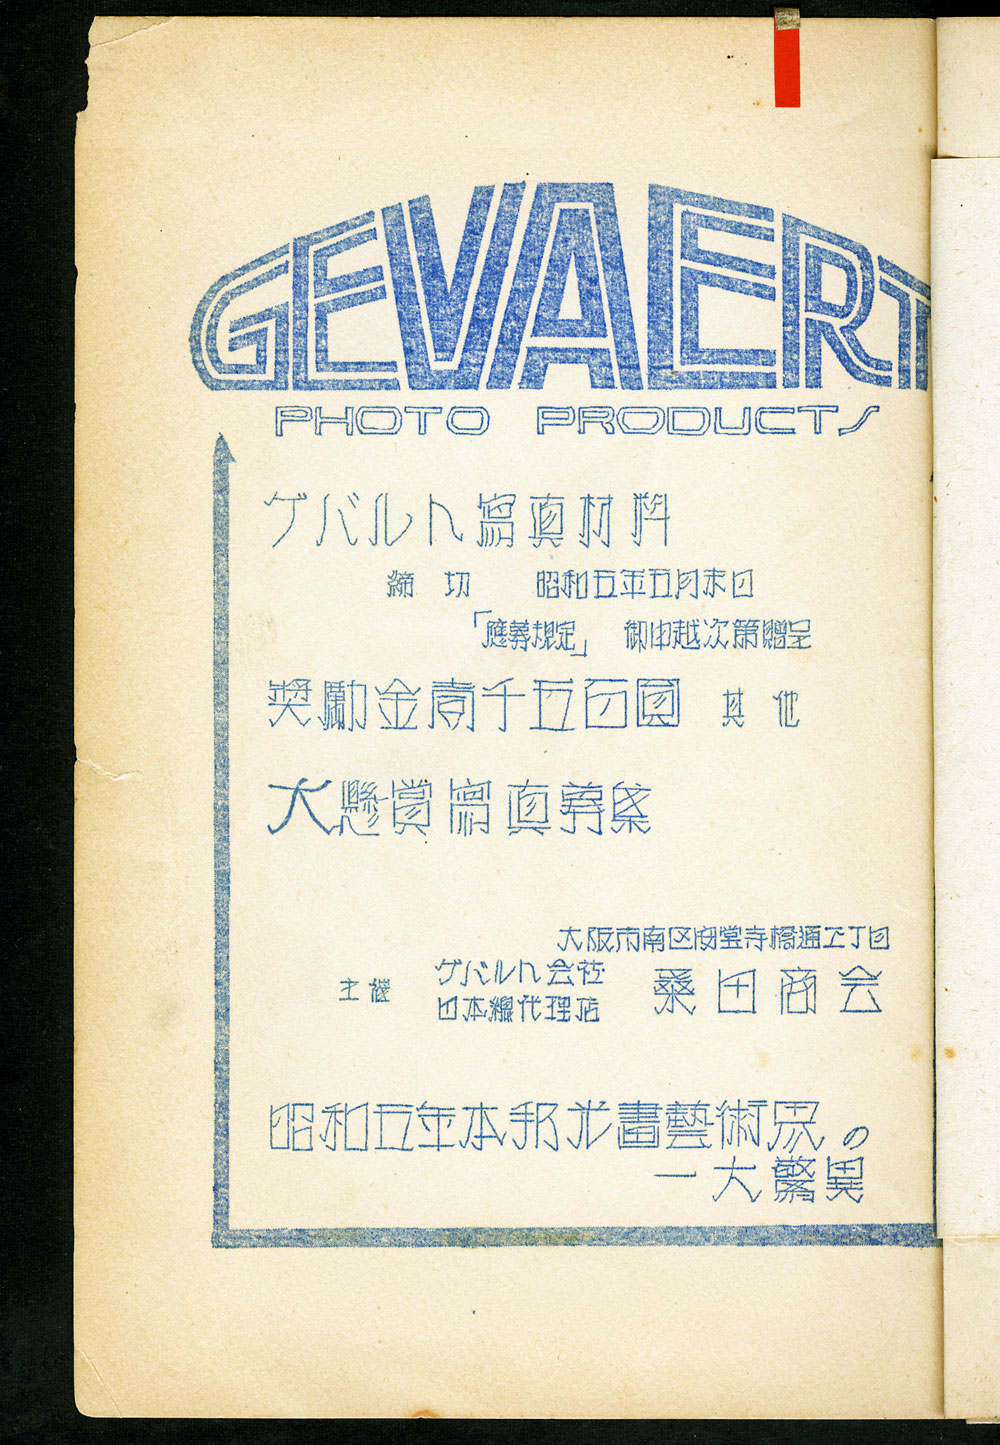 GEVAERT
PHOTO PRODUCTS
ゲバルト寫眞材料
締切 昭和五年五月末日
「應募規定」 御申越次第贈呈
奨勵金壹千五百圓 其他
大懸賞寫眞募集
大阪市南区安堂寺橋通二丁目
主催 ゲバルト会社 桑田商会
日本總代理店
昭和五年本邦光畫藝術界の
一大驚異